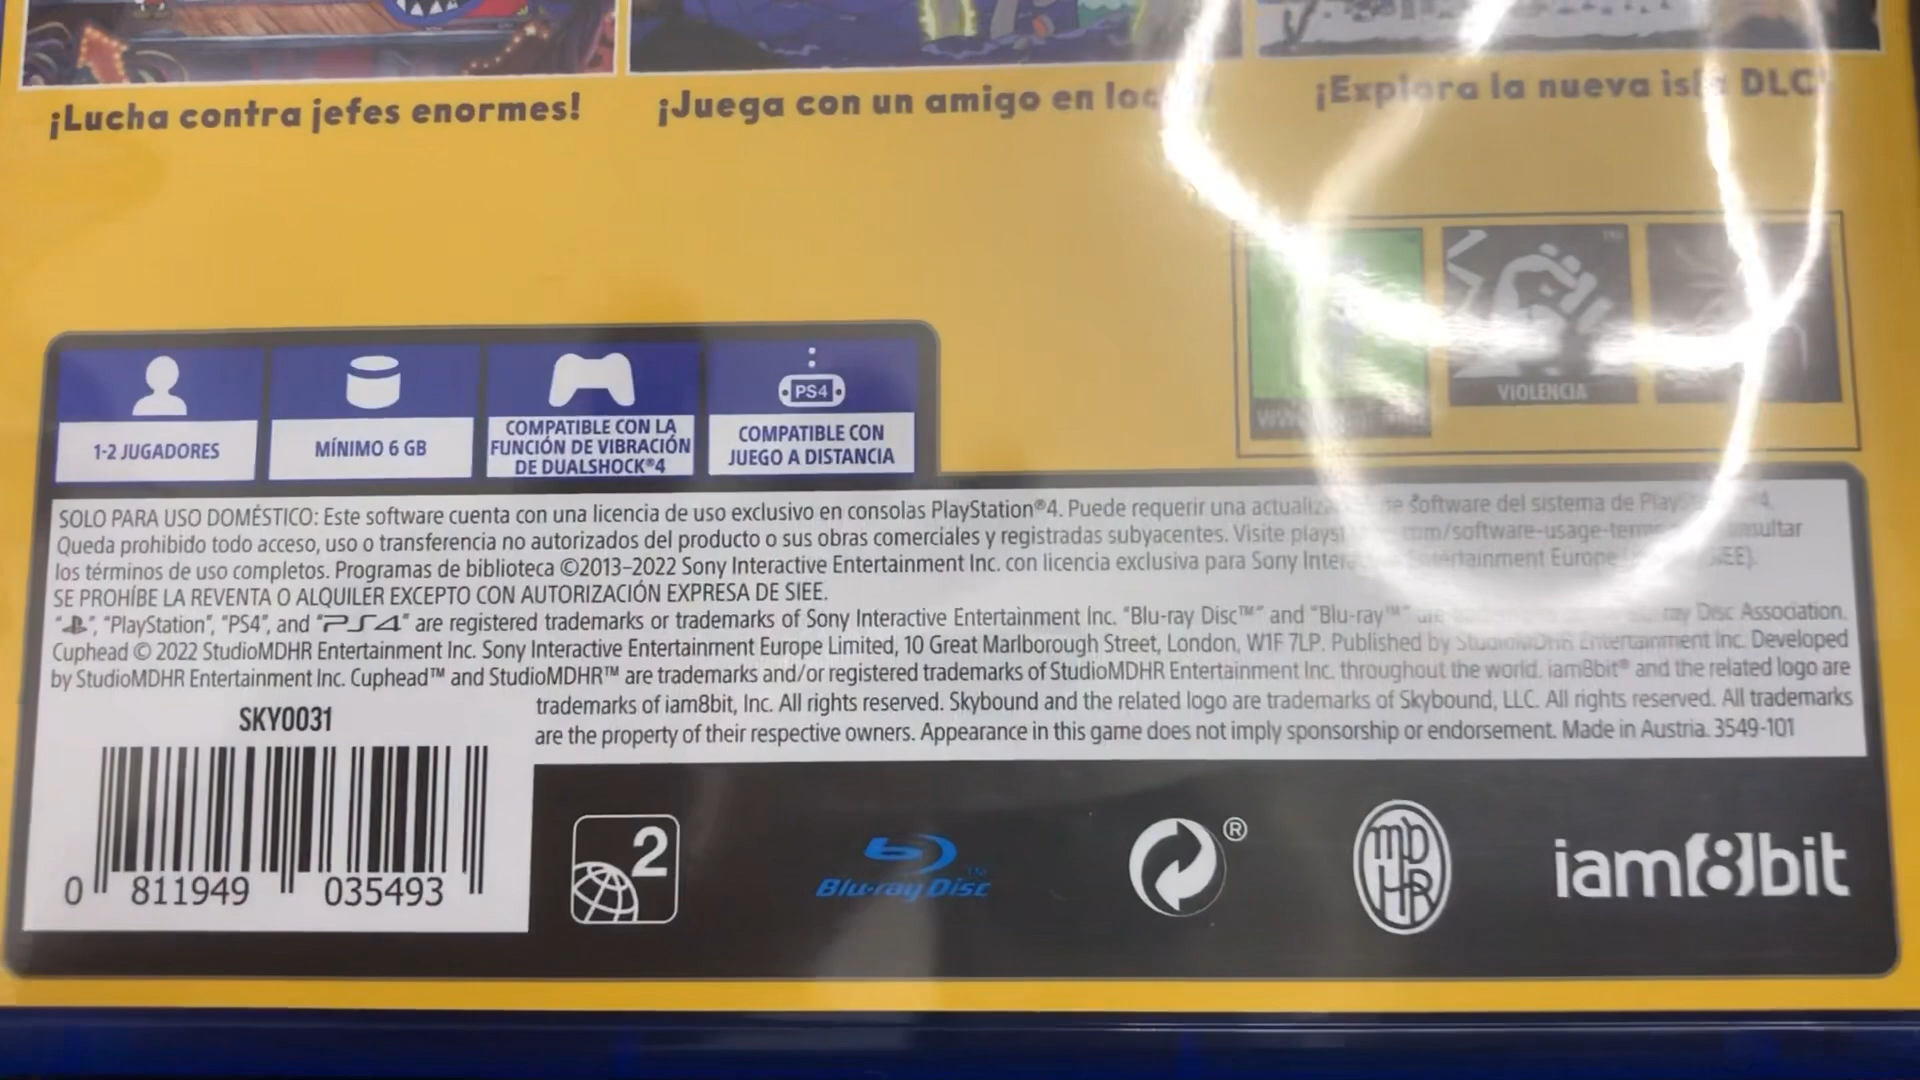 ¡Lucha contra jefes enormes!
¡Juega con un amigo en
¡Explora la nueva isla DLC!
VIOLENCIA
PS4
1-2 JUGADORES
MÍNIMO 6 GB
COMPATIBLE CON LA
FUNCIÓN DE VIBRACIÓN
DE DUALSHOCK®4
COMPATIBLE CON
JUEGO A DISTANCIA
SOLO PARA USO DOMÉSTICO: Este software cuenta con una licencia de uso exclusivo en consolas PlayStation®4. Puede requerir una software del sistema de
Queda prohibido todo acceso, uso o transferencia no autorizados del producto o sus obras comerciales y registradas subyacentes. Visite
los términos de uso completos. Programas de biblioteca ©2013–2022 Sony Interactive Entertainment Inc. con licencia exclusiva para Sony Entertainment Europe
SE PROHÍBE LA REVENTA O ALQUILER EXCEPTO CON AUTORIZACIÓN EXPRESA DE SIEE.
"PlayStation", "PS4", and "PS4" are registered trademarks or trademarks of Sony Interactive Entertainment Inc. "Blu-ray Disc™" and "Blu-ray™" are Disc Association.
Cuphead © 2022 StudioMDHR Entertainment Inc. Sony Interactive Entertainment Europe Limited, 10 Great Marlborough Street, London, W1F 7LP. Published by StudioMDHR Entertainment Inc. Developed
by StudioMDHR Entertainment Inc. Cuphead™ and StudioMDHR™ are trademarks and/or registered trademarks of StudioMDHR Entertainment Inc. throughout the world. iam8bit® and the related logo are
trademarks of iam8bit, Inc. All rights reserved. Skybound and the related logo are trademarks of Skybound, LLC. All rights reserved. All trademarks
are the property of their respective owners. Appearance in this game does not imply sponsorship or endorsement. Made in Austria. 3549-101
SKY0031
0 811949 035493
2
Blu-ray Disc™
®
MDHR
iam8bit